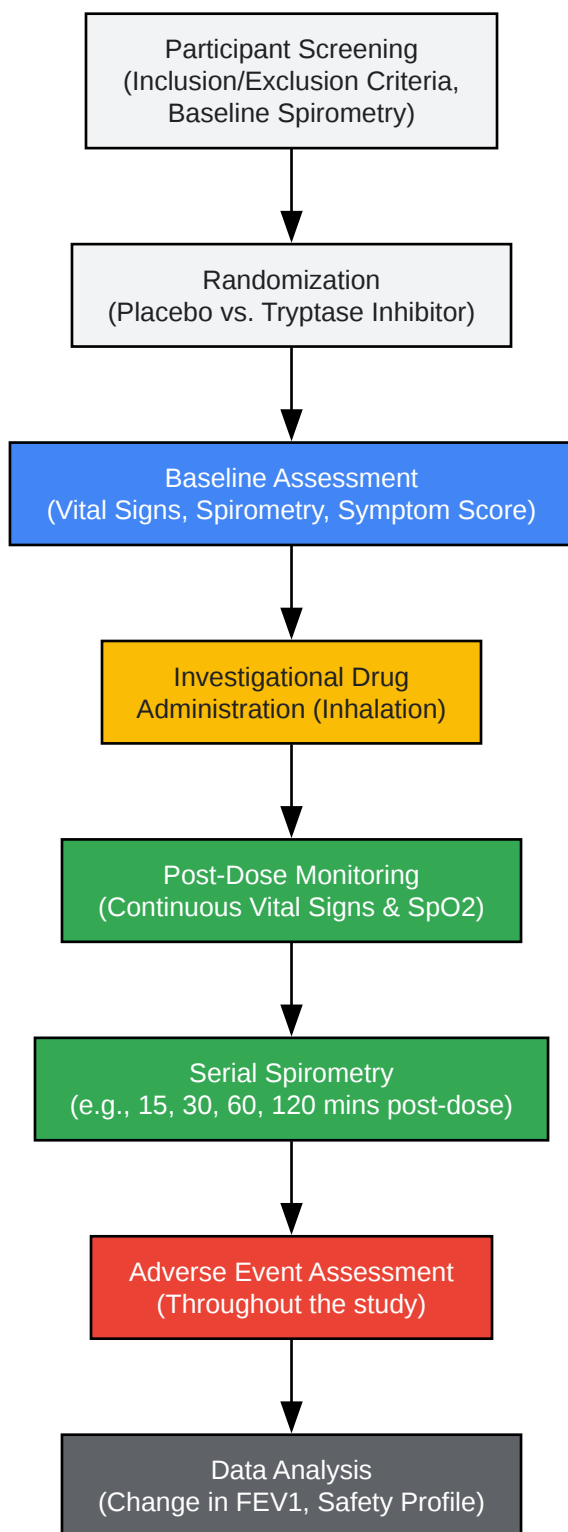 Participant Screening
(Inclusion/Exclusion Criteria,
Baseline Spirometry)
Randomization
(Placebo vs. Tryptase Inhibitor)
Baseline Assessment
(Vital Signs, Spirometry, Symptom Score)
Investigational Drug
Administration (Inhalation)
Post-Dose Monitoring
(Continuous Vital Signs & SpO2)
Serial Spirometry
(e.g., 15, 30, 60, 120 mins post-dose)
Adverse Event Assessment
(Throughout the study)
Data Analysis
(Change in FEV1, Safety Profile)